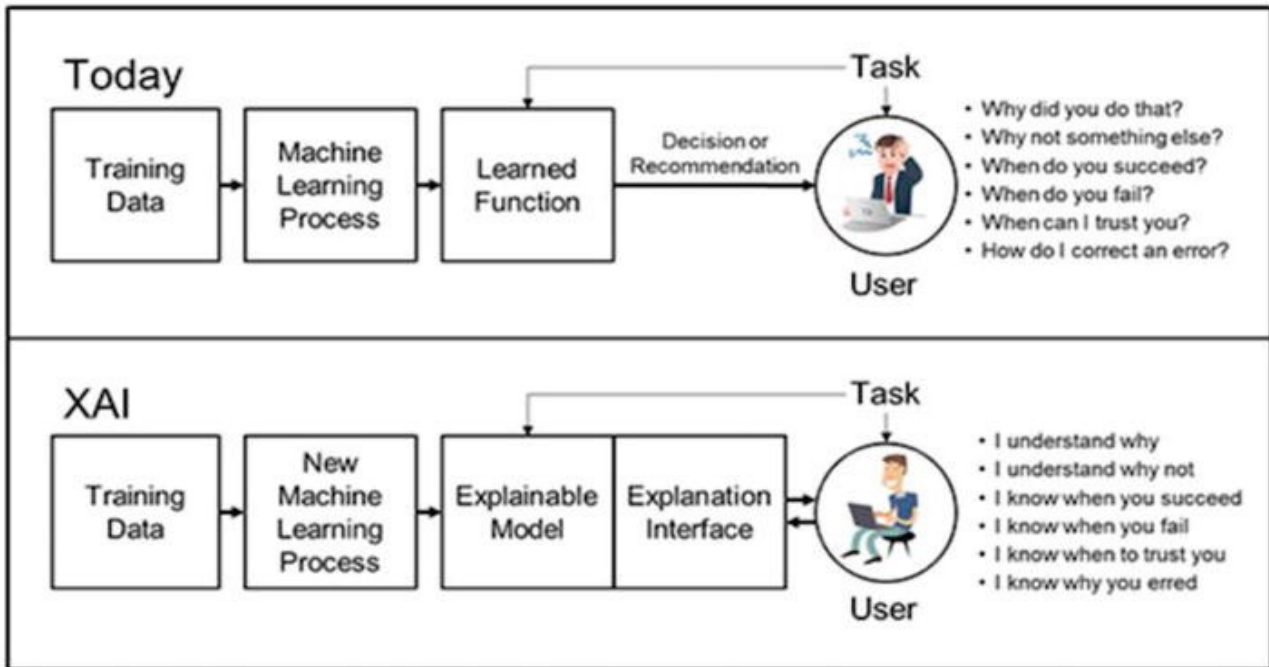 Today
Task
Training
Data
Machine
Learning
Process
Learned
Function
Decision or
Recommendation
User
• Why did you do that?
• Why not something else?
• When do you succeed?
• When do you fail?
• When can I trust you?
• How do I correct an error?
XAI
Task
Training
Data
New
Machine
Learning
Process
Explainable
Model
Explanation
Interface
User
• I understand why
• I understand why not
• I know when you succeed
• I know when you fail
• I know when to trust you
• I know why you erred